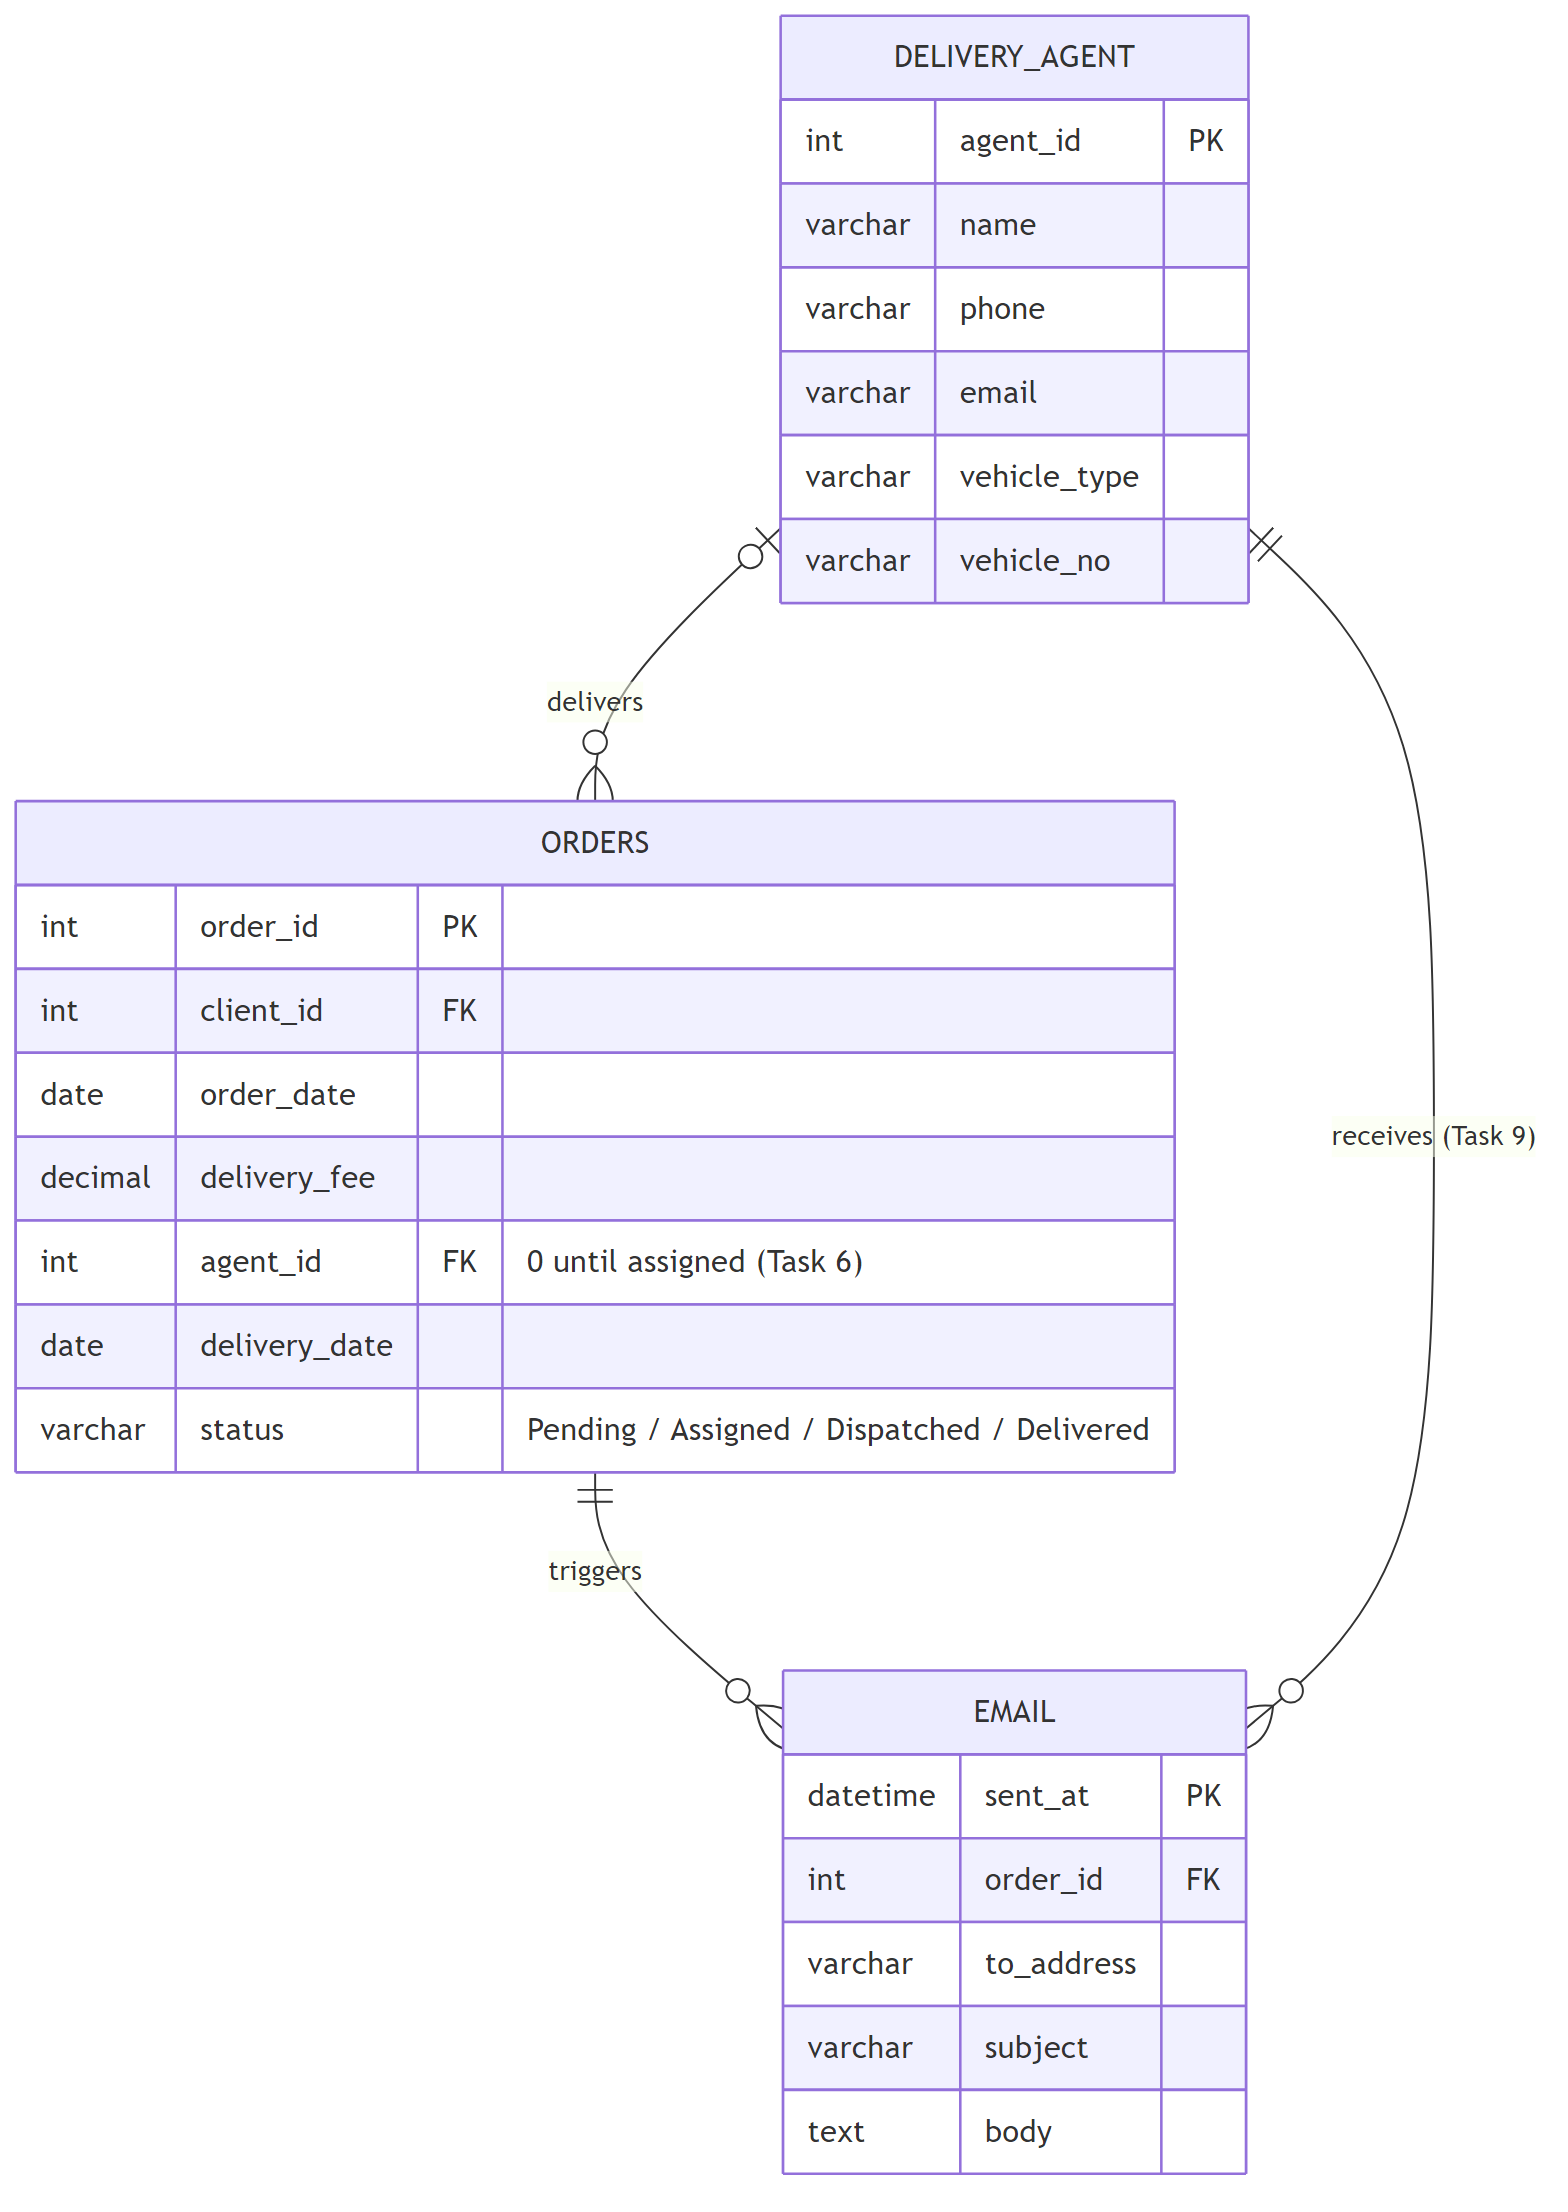 DELIVERY_AGENT
int agent_id PK
varchar name
varchar phone
varchar email
varchar vehicle_type
varchar vehicle_no
delivers
ORDERS
int order_id PK
int client_id FK
date order_date
decimal delivery_fee
int agent_id FK 0 until assigned (Task 6)
date delivery_date
varchar status Pending / Assigned / Dispatched / Delivered
receives (Task 9)
triggers
EMAIL
datetime sent_at PK
int order_id FK
varchar to_address
varchar subject
text body